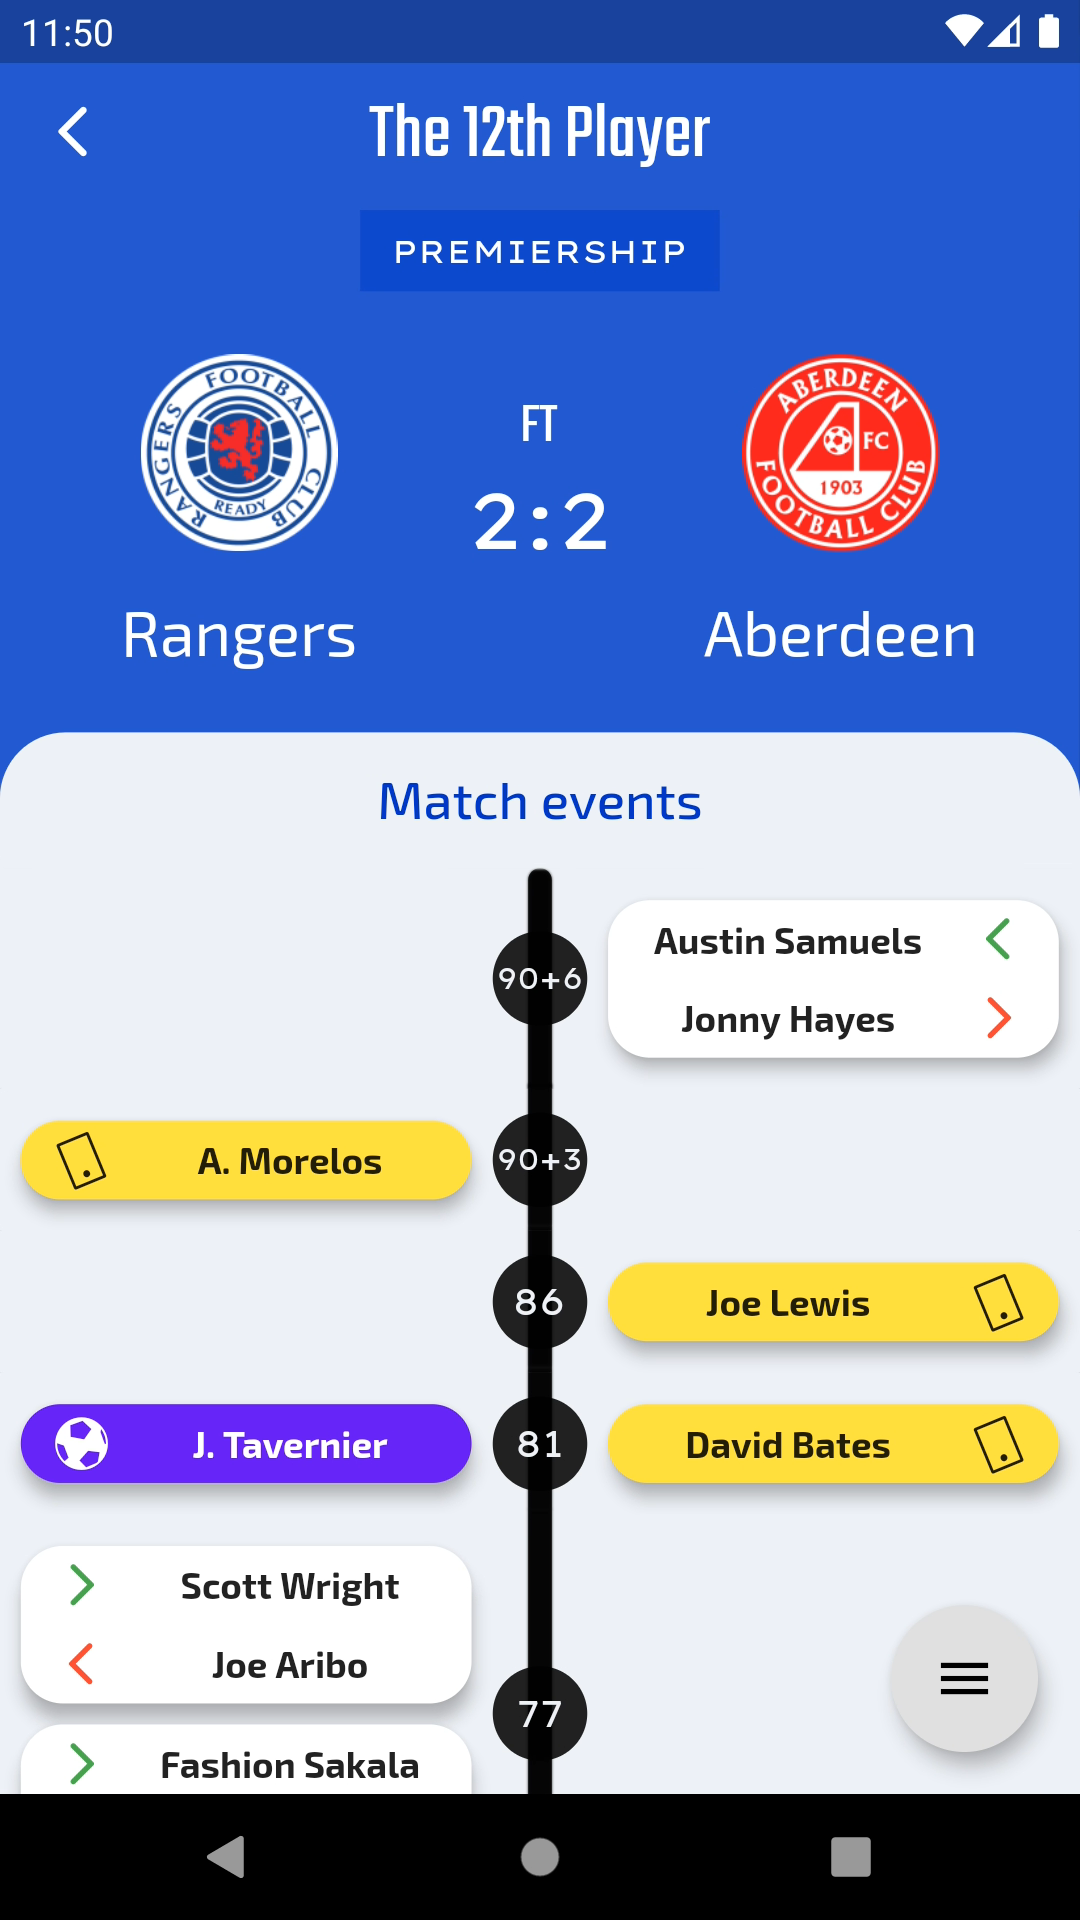 11:50
The 12th Player
PREMIERSHIP
RANGERS FOOTBALL CLUB
READY
ABERDEEN
FC
1903
FOOTBALL CLUB
FT
2:2
Rangers
Aberdeen
Match events
90+6
Austin Samuels
Jonny Hayes
A. Morelos
90+3
86
Joe Lewis
J. Tavernier
81
David Bates
Scott Wright
Joe Aribo
77
Fashion Sakala